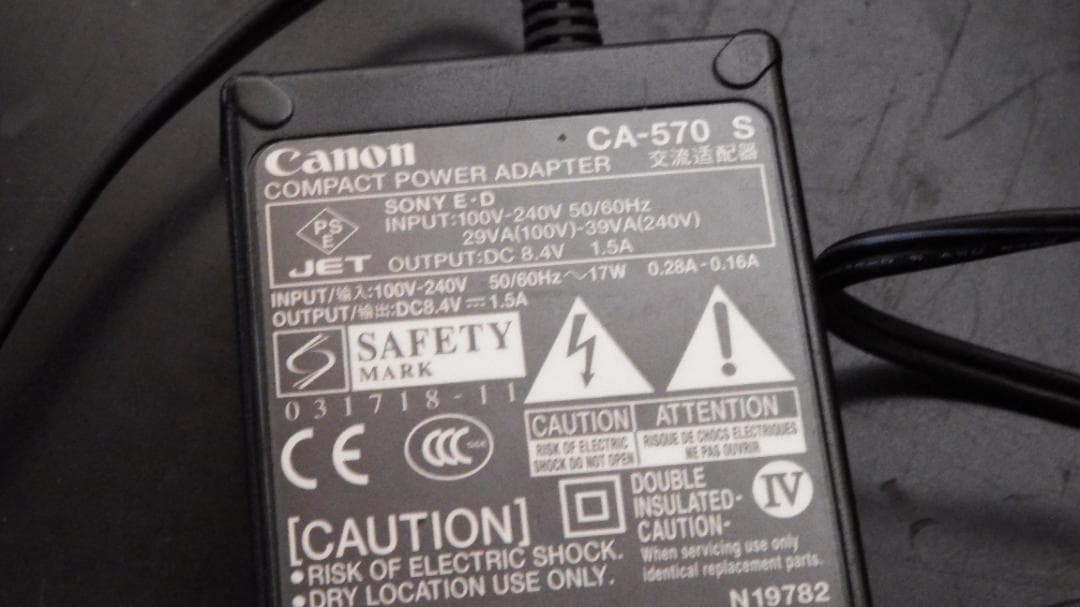 Canon CA-570 S
COMPACT POWER ADAPTER 交流适配器
SONY E·D
PS
E
INPUT:100V-240V 50/60Hz
29VA(100V)-39VA(240V)
JET OUTPUT:DC 8.4V 1.5A
INPUT/输入:100V-240V 50/60Hz～17W 0.28A-0.16A
OUTPUT/输出:DC8.4V⎓1.5A
SAFETY
MARK
031718-11
CAUTION
RISK OF ELECTRIC
SHOCK DO NOT OPEN
ATTENTION
RISQUE DE CHOCS ELECTRIQUES
NE PAS OUVRIR
CE CCC
DOUBLE
INSULATED-
CAUTION-
When servicing use only
identical replacement parts.
IV
[CAUTION]
•RISK OF ELECTRIC SHOCK.
•DRY LOCATION USE ONLY.
N19782